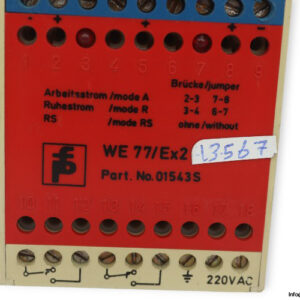 + + + −
1 2 3 4 5 6 7 8 9
Brücke/jumper
Arbeitsstrom/mode A 2-3 7-8
Ruhestrom /mode R 3-4 6-7
RS /mode RS ohne/without
WE 77/Ex2
13567
Part. No. 01543S
10 11 12 13 14 15 16 17 18
220VAC